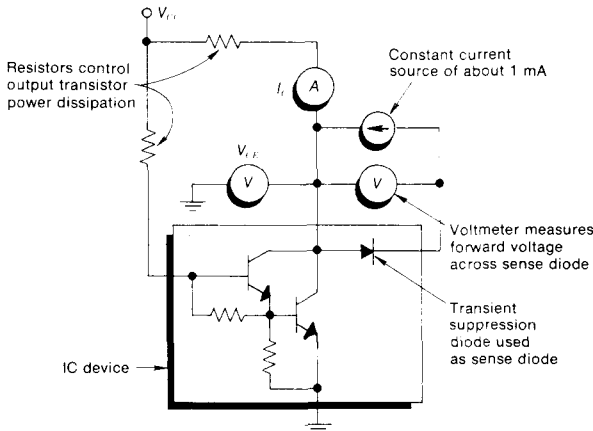 V_CC
Resistors control
output transistor
power dissipation
I_C
A
Constant current
source of about 1 mA
V_CE
V
V
Voltmeter measures
forward voltage
across sense diode
Transient
suppression
diode used
as sense diode
IC device